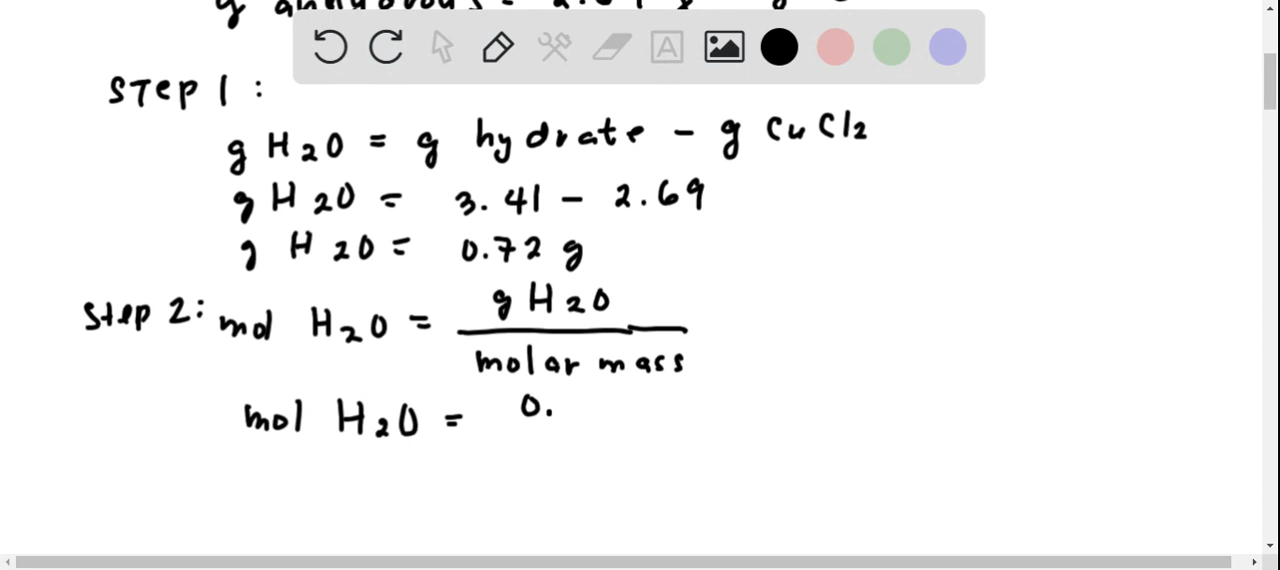 g anhydrous =
STEP 1 :
g H2O = g hydrate - g CuCl2
g H2O = 3.41 - 2.69
g H2O = 0.72 g
Step 2: mol H2O = g H2O / molar mass
mol H2O = 0.